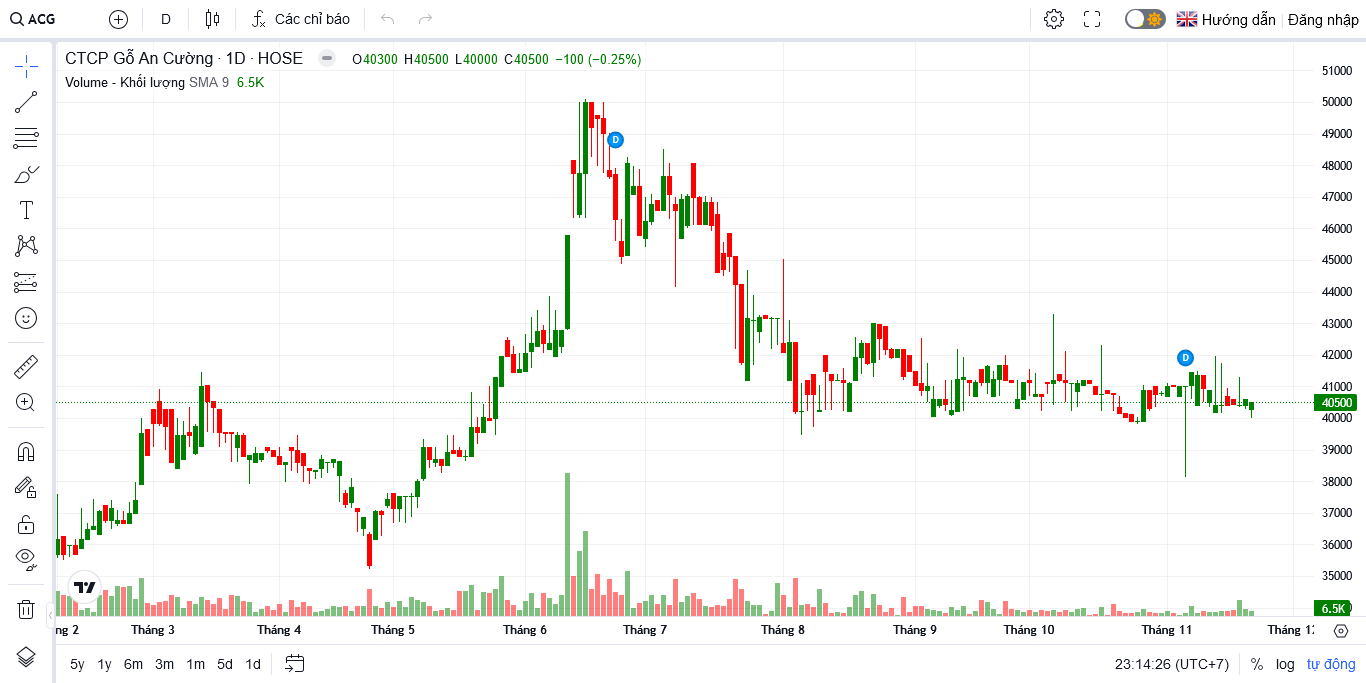 ACG D Các chỉ báo Hướng dẫn Đăng nhập
CTCP Gỗ An Cường · 1D · HOSE O40300 H40500 L40000 C40500 −100 (−0.25%)
Volume - Khối lượng SMA 9 6.5K
51000
50000
49000
D
48000
47000
46000
45000
44000
43000
42000
D
41000
40500
40000
39000
38000
37000
36000
35000
6.5K
ng 2 Tháng 3 Tháng 4 Tháng 5 Tháng 6 Tháng 7 Tháng 8 Tháng 9 Tháng 10 Tháng 11 Tháng 12
5y 1y 6m 3m 1m 5d 1d 23:14:26 (UTC+7) % log tự động